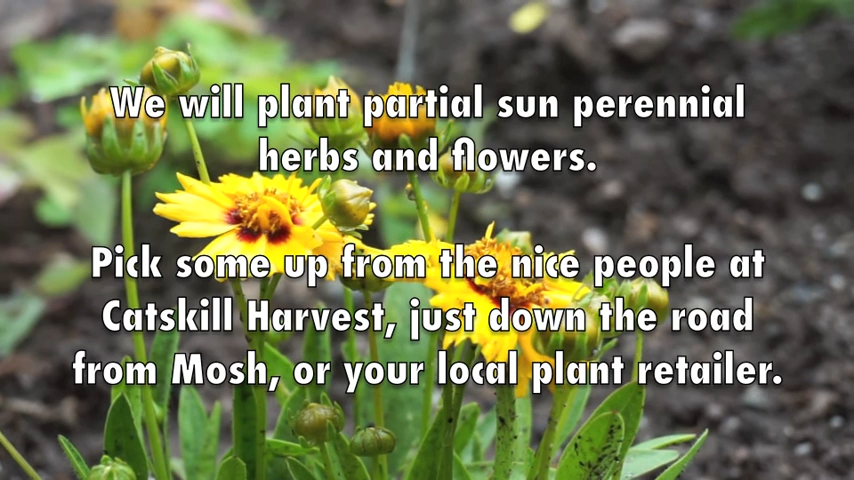 We will plant partial sun perennial
herbs and flowers.
Pick some up from the nice people at
Catskill Harvest, just down the road
from Mosh, or your local plant retailer.